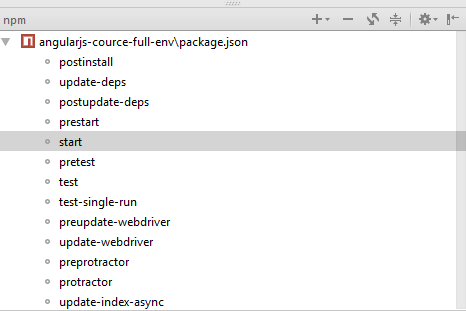 npm
angularjs-cource-full-env\package.json
postinstall
update-deps
postupdate-deps
prestart
start
pretest
test
test-single-run
preupdate-webdriver
update-webdriver
preprotractor
protractor
update-index-async